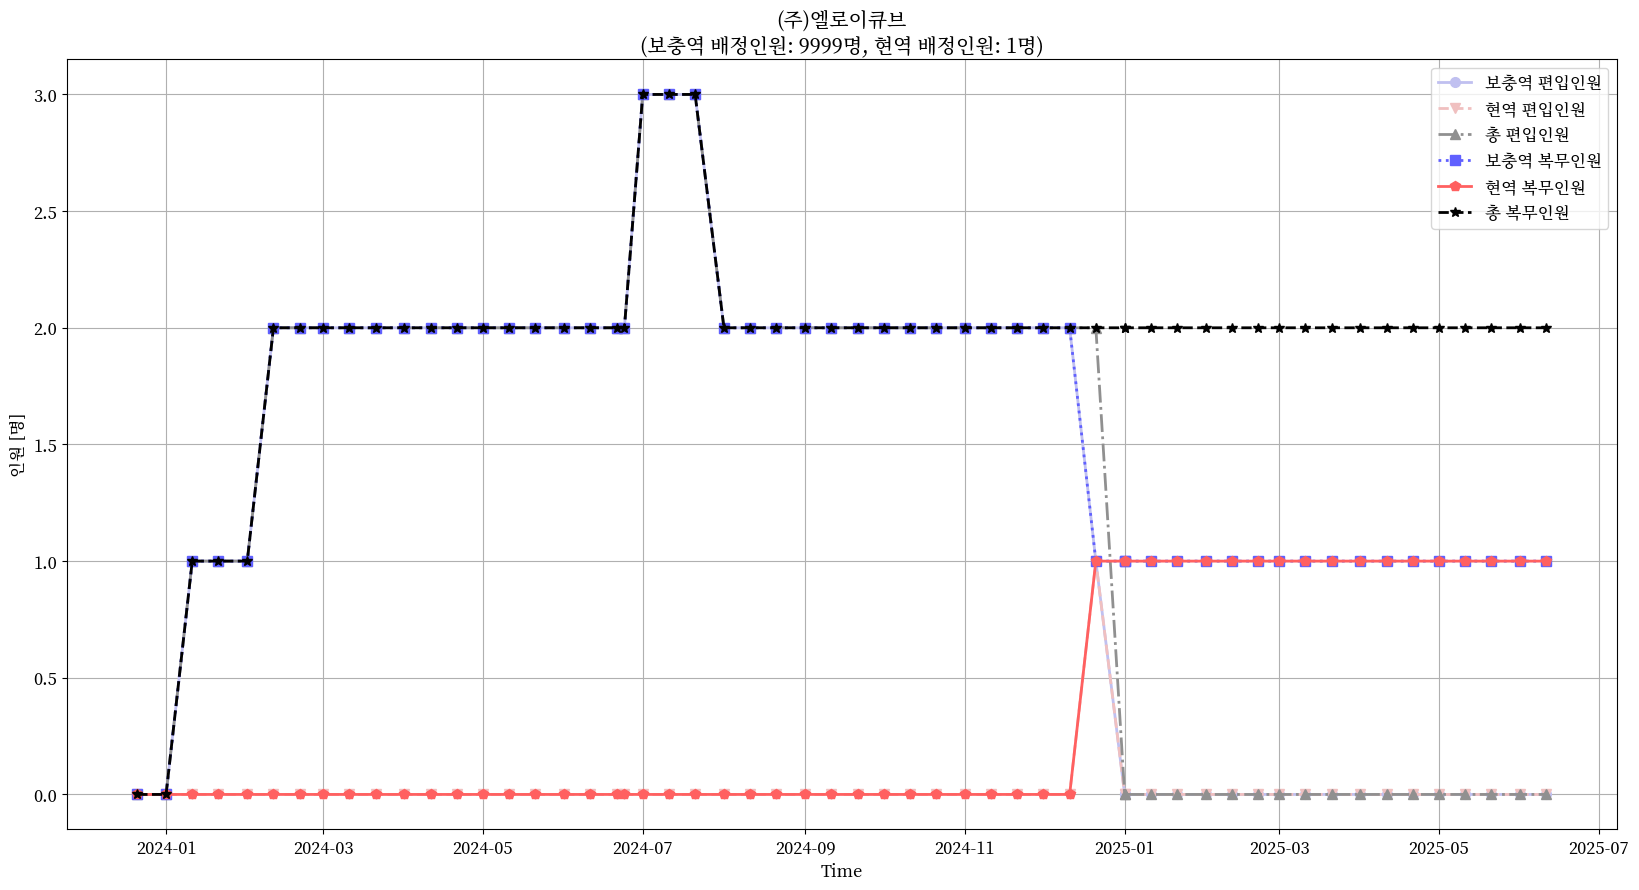 (주)엘로이큐브
(보충역 배정인원: 9999명, 현역 배정인원: 1명)
보충역 편입인원
현역 편입인원
총 편입인원
보충역 복무인원
현역 복무인원
총 복무인원
인원 [명]
3.0
2.5
2.0
1.5
1.0
0.5
0.0
2024-01 2024-03 2024-05 2024-07 2024-09 2024-11 2025-01 2025-03 2025-05 2025-07
Time